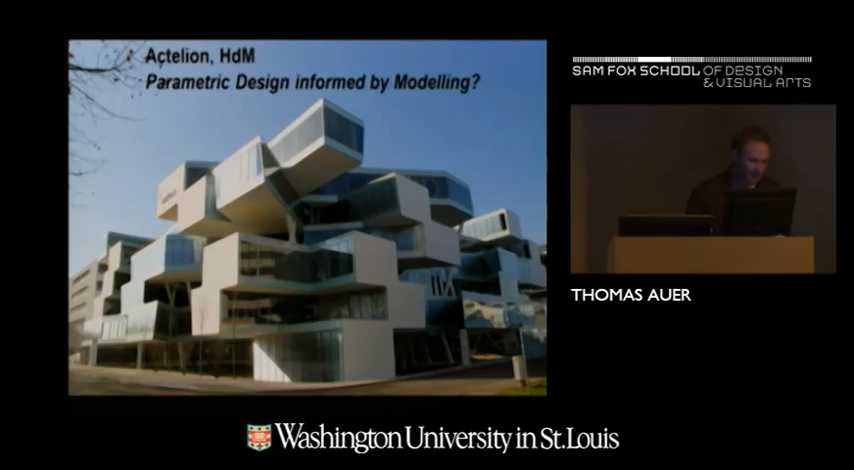 Actelion, HdM
Parametric Design informed by Modelling?
SAM FOX SCHOOL OF DESIGN
& VISUAL ARTS
THOMAS AUER
Washington University in St. Louis